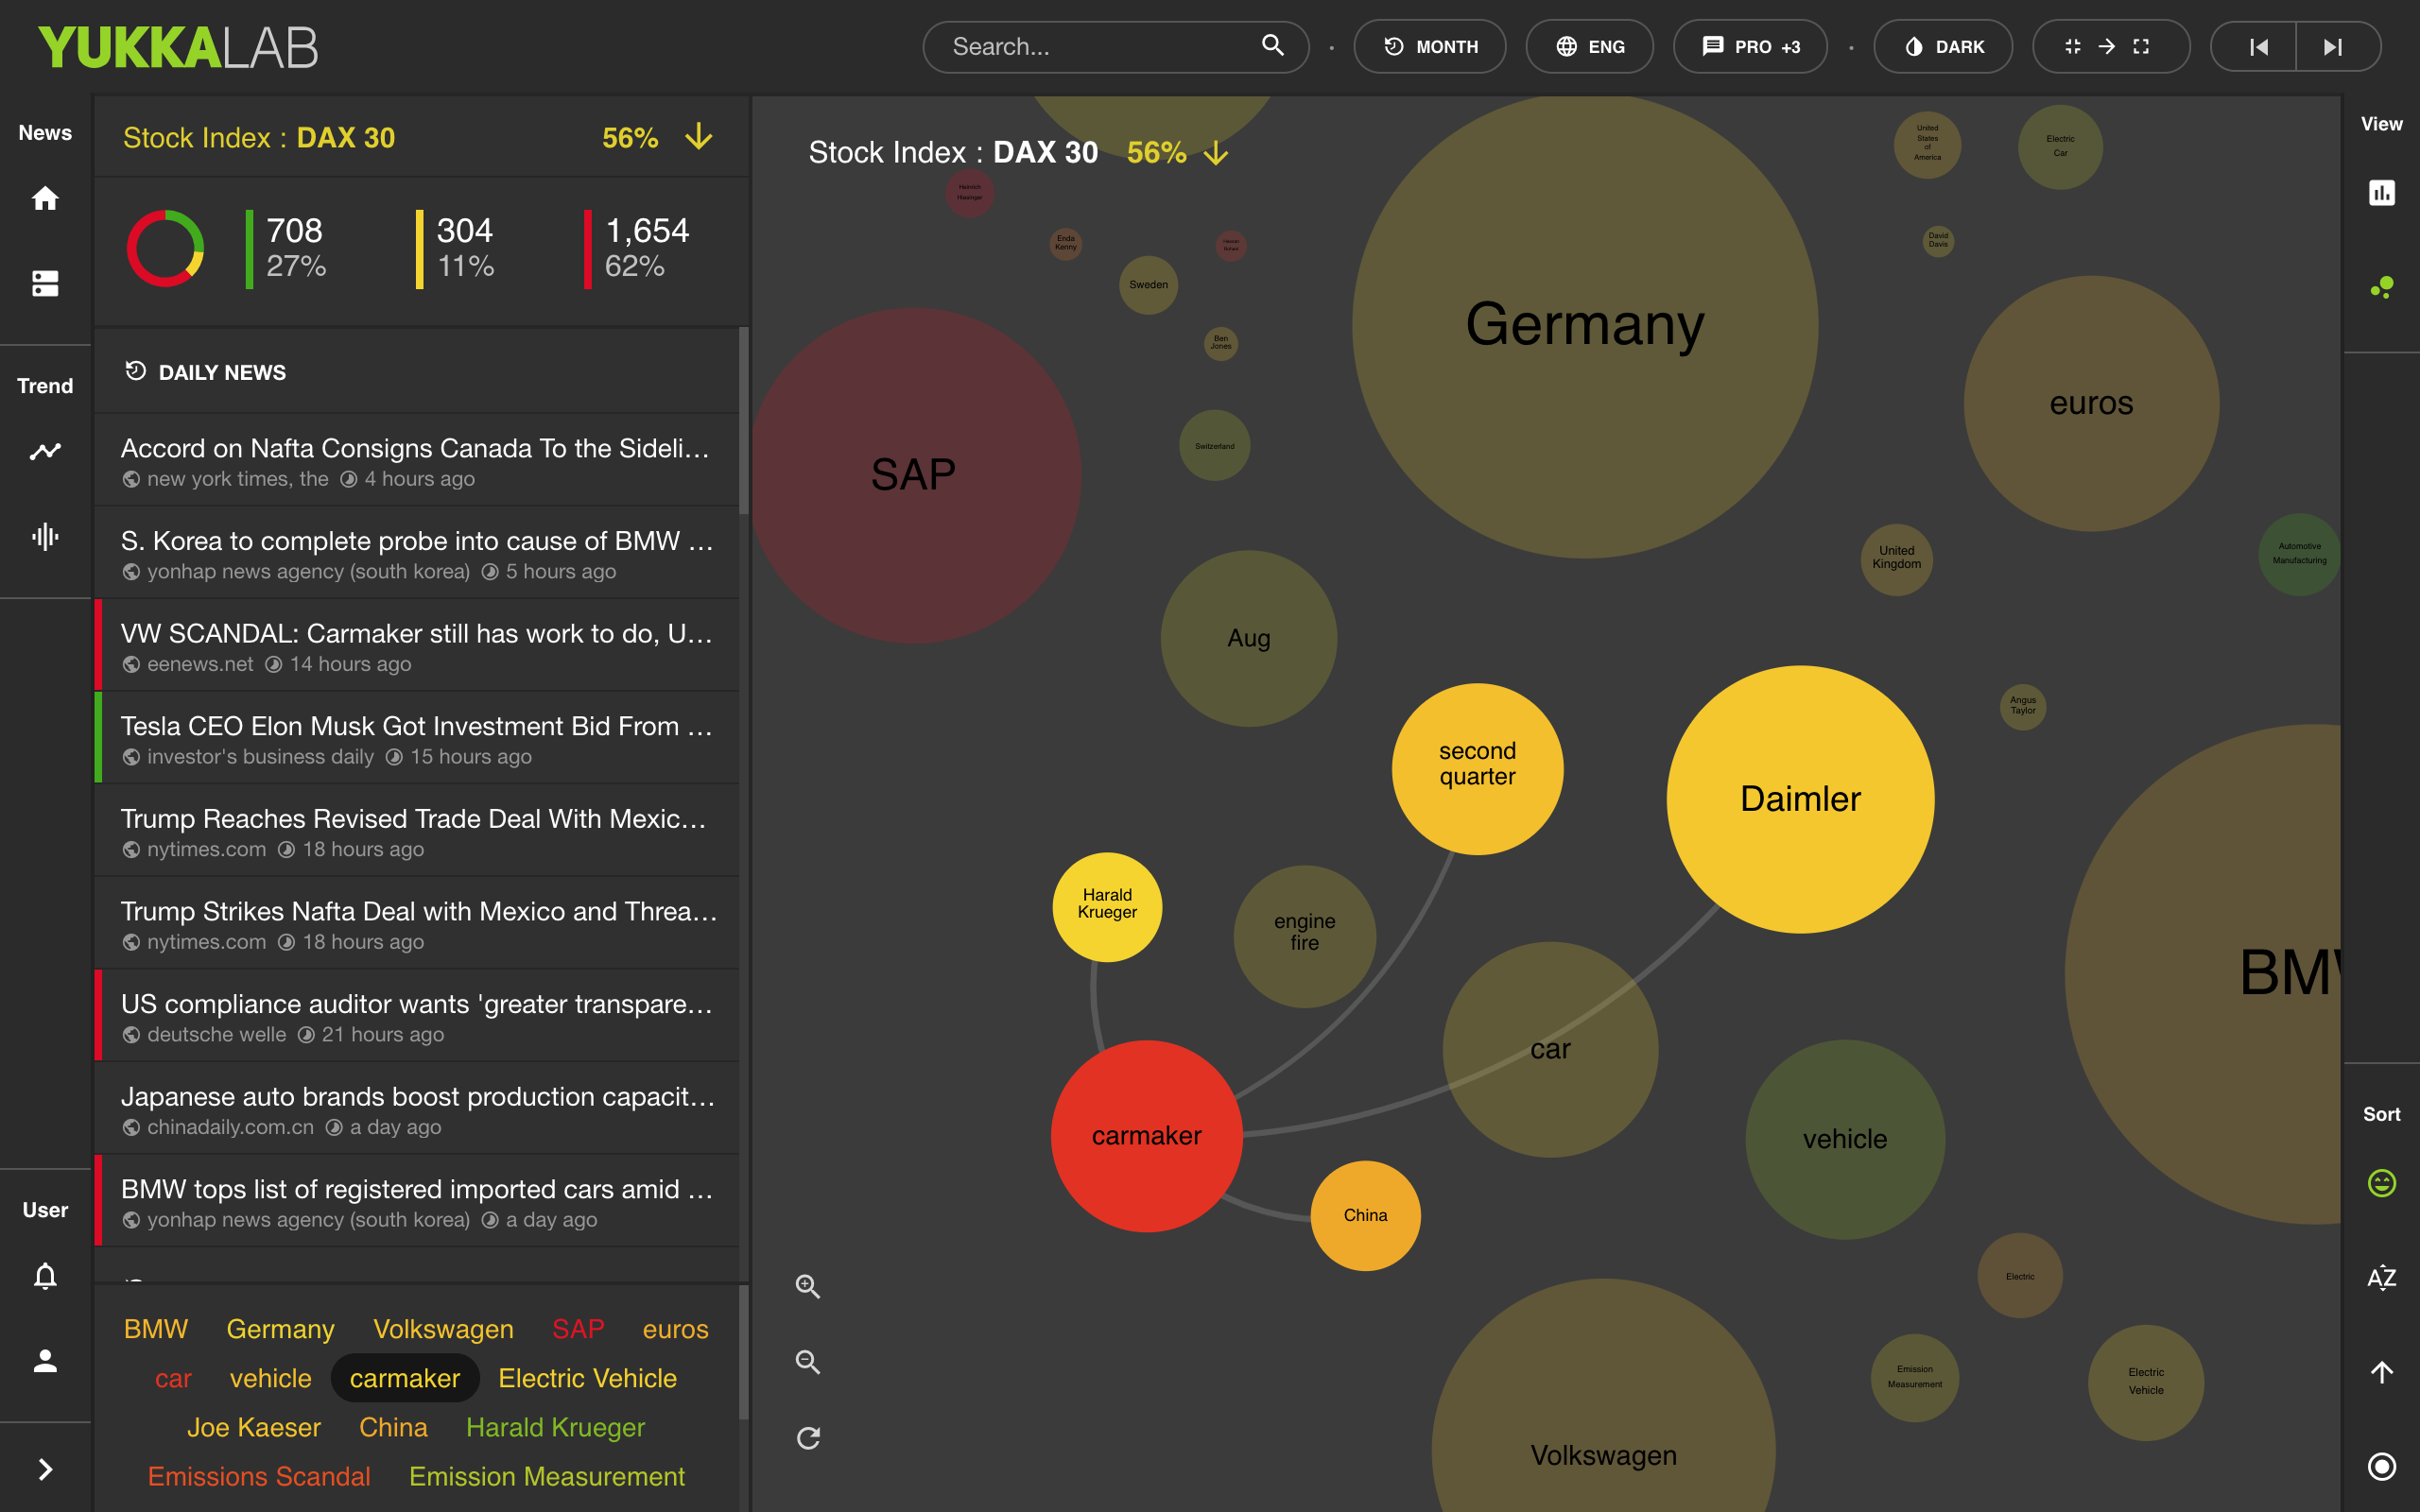 YUKKALAB
Search...
MONTH
ENG
PRO +3
DARK
News
Trend
User
Stock Index : DAX 30 56%
708
27%
304
11%
1,654
62%
DAILY NEWS
Accord on Nafta Consigns Canada To the Sideli...
new york times, the 4 hours ago
S. Korea to complete probe into cause of BMW ...
yonhap news agency (south korea) 5 hours ago
VW SCANDAL: Carmaker still has work to do, U...
eenews.net 14 hours ago
Tesla CEO Elon Musk Got Investment Bid From ...
investor's business daily 15 hours ago
Trump Reaches Revised Trade Deal With Mexic...
nytimes.com 18 hours ago
Trump Strikes Nafta Deal with Mexico and Threa...
nytimes.com 18 hours ago
US compliance auditor wants 'greater transpare...
deutsche welle 21 hours ago
Japanese auto brands boost production capacit...
chinadaily.com.cn a day ago
BMW tops list of registered imported cars amid ...
yonhap news agency (south korea) a day ago
BMW Germany Volkswagen SAP euros
car vehicle carmaker Electric Vehicle
Joe Kaeser China Harald Krueger
Emissions Scandal Emission Measurement
Stock Index : DAX 30 56%
Heinrich
Hiesinger
Enda
Kenny
Sweden
Ben
Jones
Switzerland
SAP
Germany
United
States
of
America
Electric
Car
David
Davis
euros
United
Kingdom
Automotive
Manufacturing
Aug
second
quarter
Daimler
Angus
Taylor
BMW
Harald
Krueger
engine
fire
car
carmaker
vehicle
China
Electric
Volkswagen
Emission
Measurement
Electric
Vehicle
View
Sort
AZ